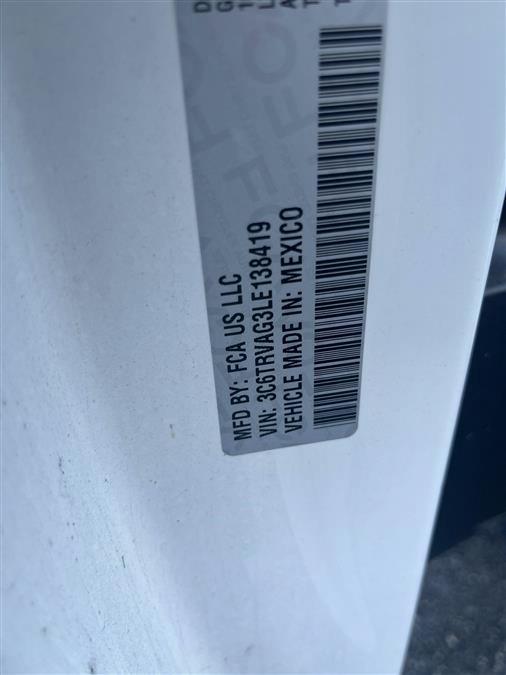 MFD BY: FCA US LLC
VIN: 3C6TRVAG3LE138419
VEHICLE MADE IN: MEXICO